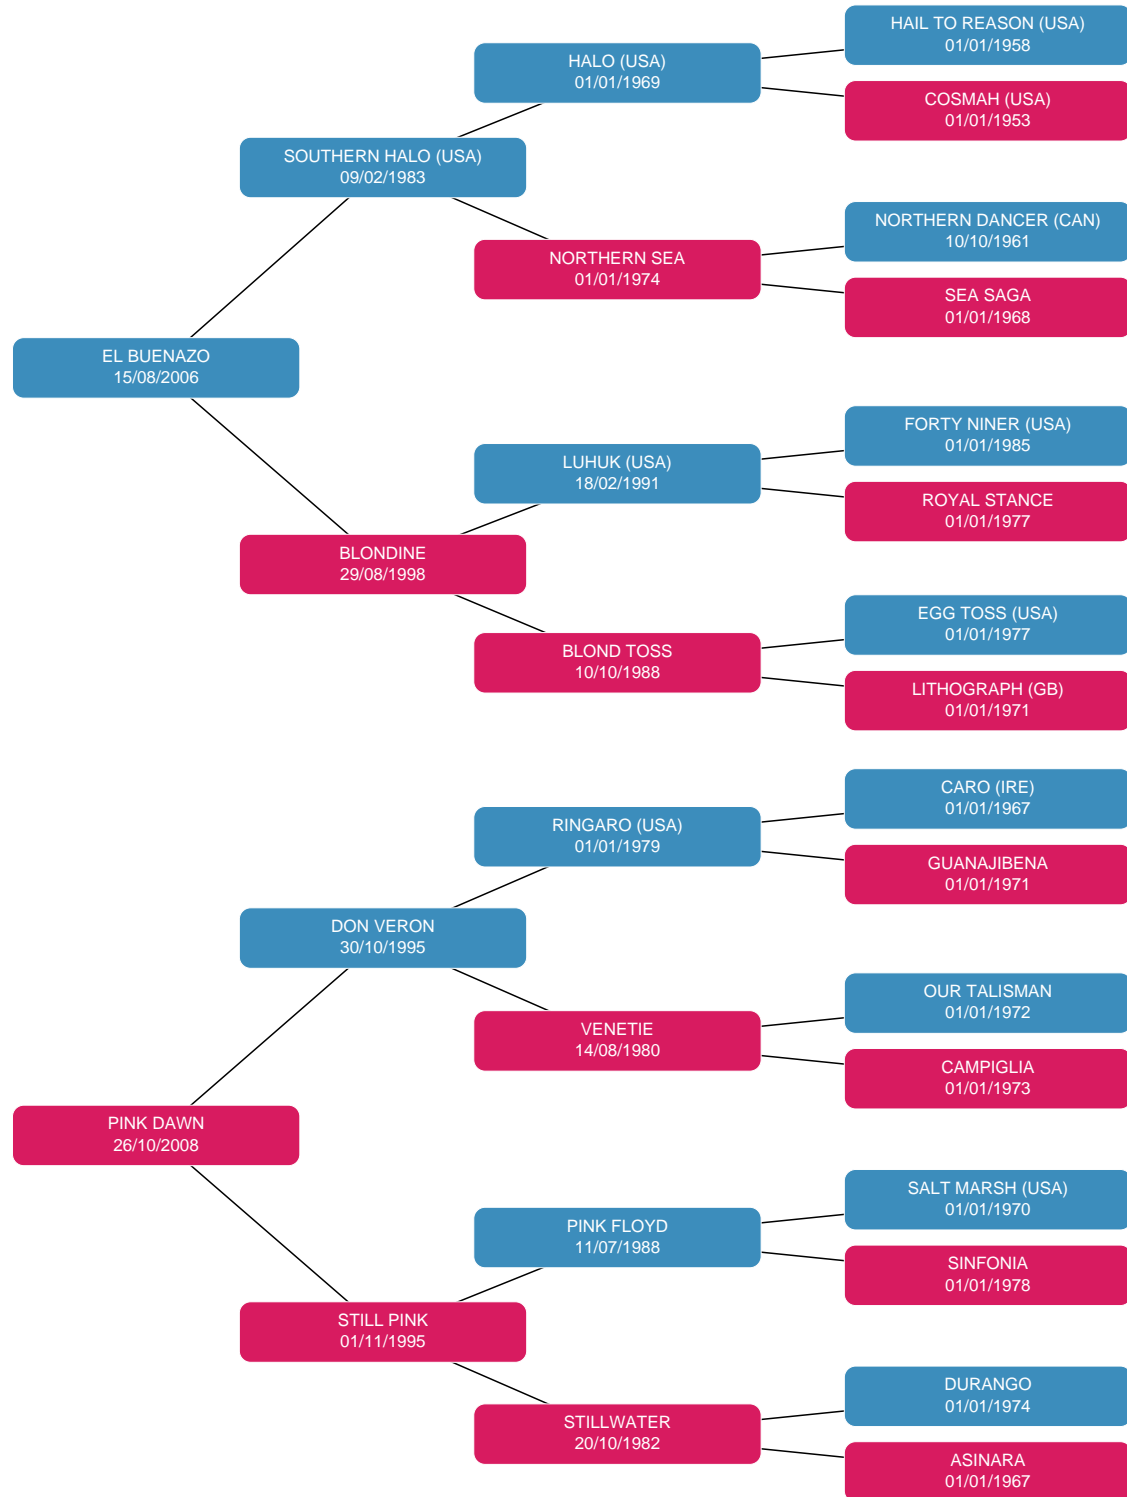 HAIL TO REASON (USA)
01/01/1958
HALO (USA)
01/01/1969
COSMAH (USA)
01/01/1953
SOUTHERN HALO (USA)
09/02/1983
NORTHERN DANCER (CAN)
10/10/1961
NORTHERN SEA
01/01/1974
SEA SAGA
01/01/1968
EL BUENAZO
15/08/2006
FORTY NINER (USA)
01/01/1985
LUHUK (USA)
18/02/1991
ROYAL STANCE
01/01/1977
BLONDINE
29/08/1998
EGG TOSS (USA)
01/01/1977
BLOND TOSS
10/10/1988
LITHOGRAPH (GB)
01/01/1971
CARO (IRE)
01/01/1967
RINGARO (USA)
01/01/1979
GUANAJIBENA
01/01/1971
DON VERON
30/10/1995
OUR TALISMAN
01/01/1972
VENETIE
14/08/1980
CAMPIGLIA
01/01/1973
PINK DAWN
26/10/2008
SALT MARSH (USA)
01/01/1970
PINK FLOYD
11/07/1988
SINFONIA
01/01/1978
STILL PINK
01/11/1995
DURANGO
01/01/1974
STILLWATER
20/10/1982
ASINARA
01/01/1967